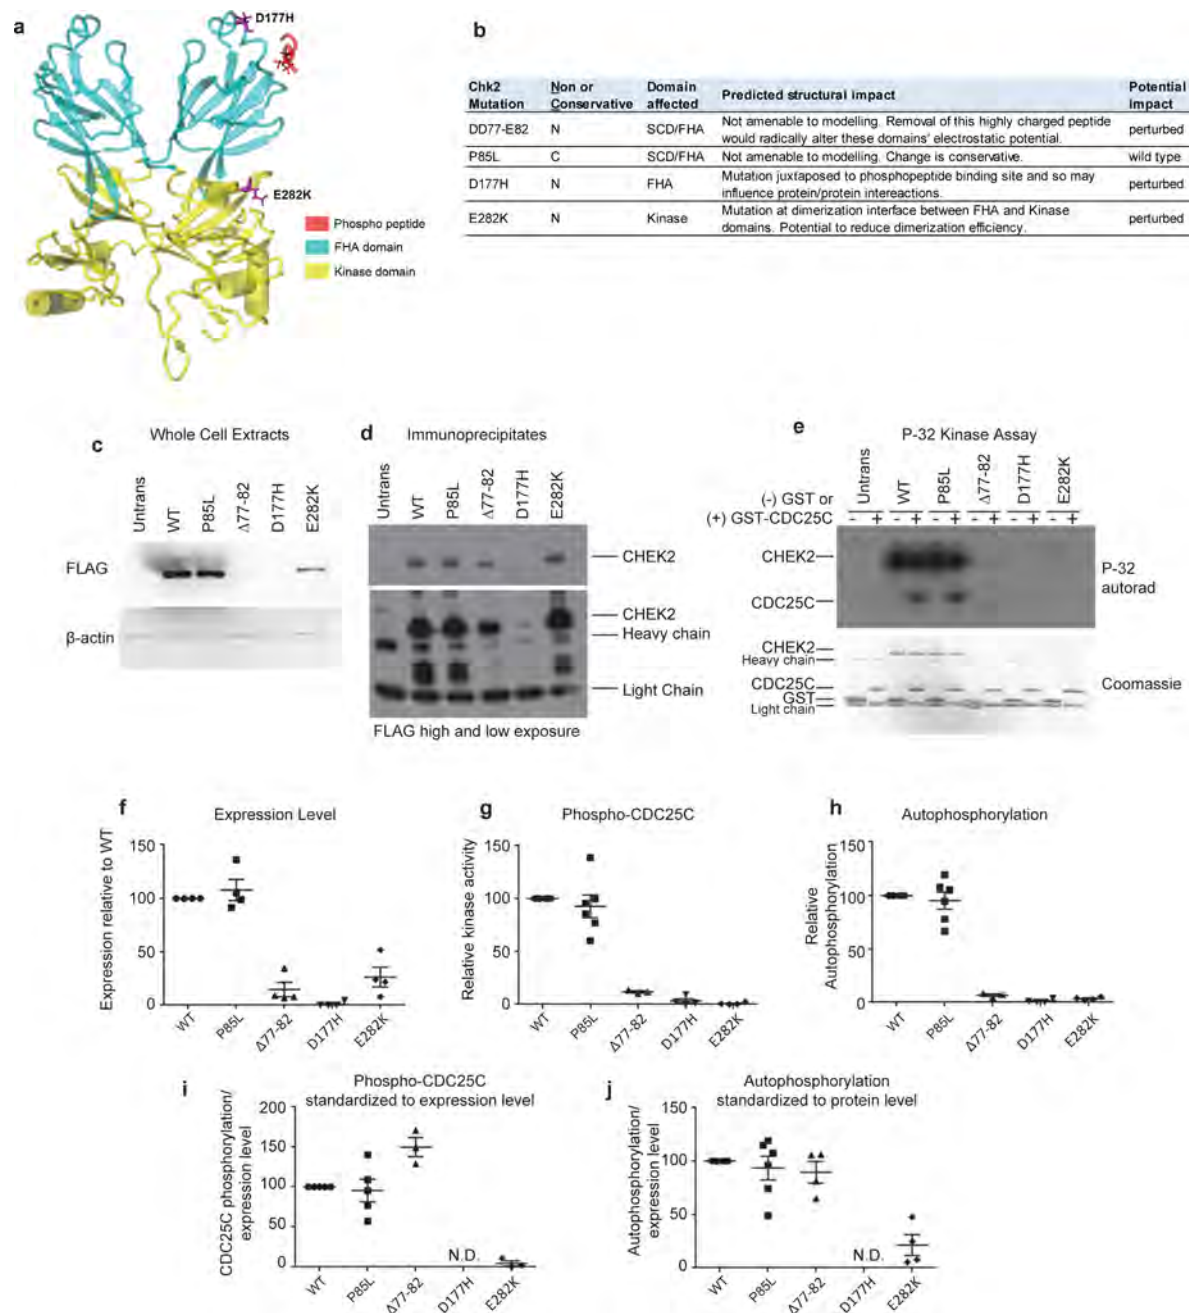 a
D177H
E282K
Phospho peptide
FHA domain
Kinase domain
b
Chk2 Mutation	Non or Conservative	Domain affected	Predicted structural impact	Potential impact
DD77-E82	N	SCD/FHA	Not amenable to modelling. Removal of this highly charged peptide would radically alter these domains' electrostatic potential.	perturbed
P85L	C	SCD/FHA	Not amenable to modelling. Change is conservative.	wild type
D177H	N	FHA	Mutation juxtaposed to phosphopeptide binding site and so may influence protein/protein intereactions.	perturbed
E282K	N	Kinase	Mutation at dimerization interface between FHA and Kinase domains. Potential to reduce dimerization efficiency.	perturbed
c
Whole Cell Extracts
Untrans WT P85L Δ77-82 D177H E282K
FLAG
β-actin
d
Immunoprecipitates
Untrans WT P85L Δ77-82 D177H E282K
CHEK2
CHEK2
Heavy chain
Light Chain
FLAG high and low exposure
e
P-32 Kinase Assay
Untrans WT P85L Δ77-82 D177H E282K
(-) GST or
(+) GST-CDC25C
- + - + - + - + - + - +
CHEK2
CDC25C
P-32
autorad
CHEK2
Heavy chain
CDC25C
GST
Light chain
Coomassie
f
Expression Level
Expression relative to WT
150
100
50
0
WT P85L Δ77-82 D177H E282K
g
Phospho-CDC25C
Relative kinase activity
150
100
50
0
WT P85L Δ77-82 D177H E282K
h
Autophosphorylation
Relative
Autophosphorylation
150
100
50
0
WT P85L Δ77-82 D177H E282K
i
Phospho-CDC25C
standardized to expression level
CDC25C phosphorylation/
expression level
200
150
100
50
0
N.D.
WT P85L Δ77-82 D177H E282K
j
Autophosphorylation
standardized to protein level
Autophosphorylation/
expression level
150
100
50
0
N.D.
WT P85L Δ77-82 D177H E282K